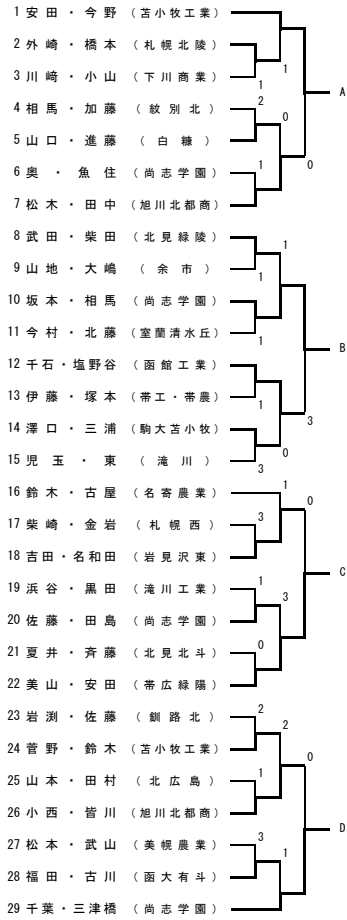 1 安田・今野 (苫小牧工業)
2 外崎・橋本 (札幌北陵)
1
3 川﨑・小山 (下川商業)
1
A
4 相馬・加藤 (紋別北)
2
0
5 山口・進藤 (白糠)
6 奥・魚住 (尚志学園)
1
0
7 松木・田中 (旭川北都商)
8 武田・柴田 (北見緑陵)
1
9 山地・大嶋 (余市)
1
10 坂本・相馬 (尚志学園)
11 今村・北藤 (室蘭清水丘)
1
B
12 千石・塩野谷 (函館工業)
13 伊藤・塚本 (帯工・帯農)
1
3
14 澤口・三浦 (駒大苫小牧)
0
15 児玉・東 (滝川)
3
16 鈴木・古屋 (名寄農業)
1
0
17 柴崎・金岩 (札幌西)
3
18 吉田・名和田 (岩見沢東)
C
19 浜谷・黒田 (滝川工業)
1
3
20 佐藤・田島 (尚志学園)
21 夏井・斉藤 (北見北斗)
0
22 美山・安田 (帯広緑陽)
23 岩渕・佐藤 (釧路北)
2
2
24 菅野・鈴木 (苫小牧工業)
0
25 山本・田村 (北広島)
1
26 小西・皆川 (旭川北都商)
D
27 松本・武山 (美幌農業)
3
1
28 福田・古川 (函大有斗)
29 千葉・三津橋 (尚志学園)